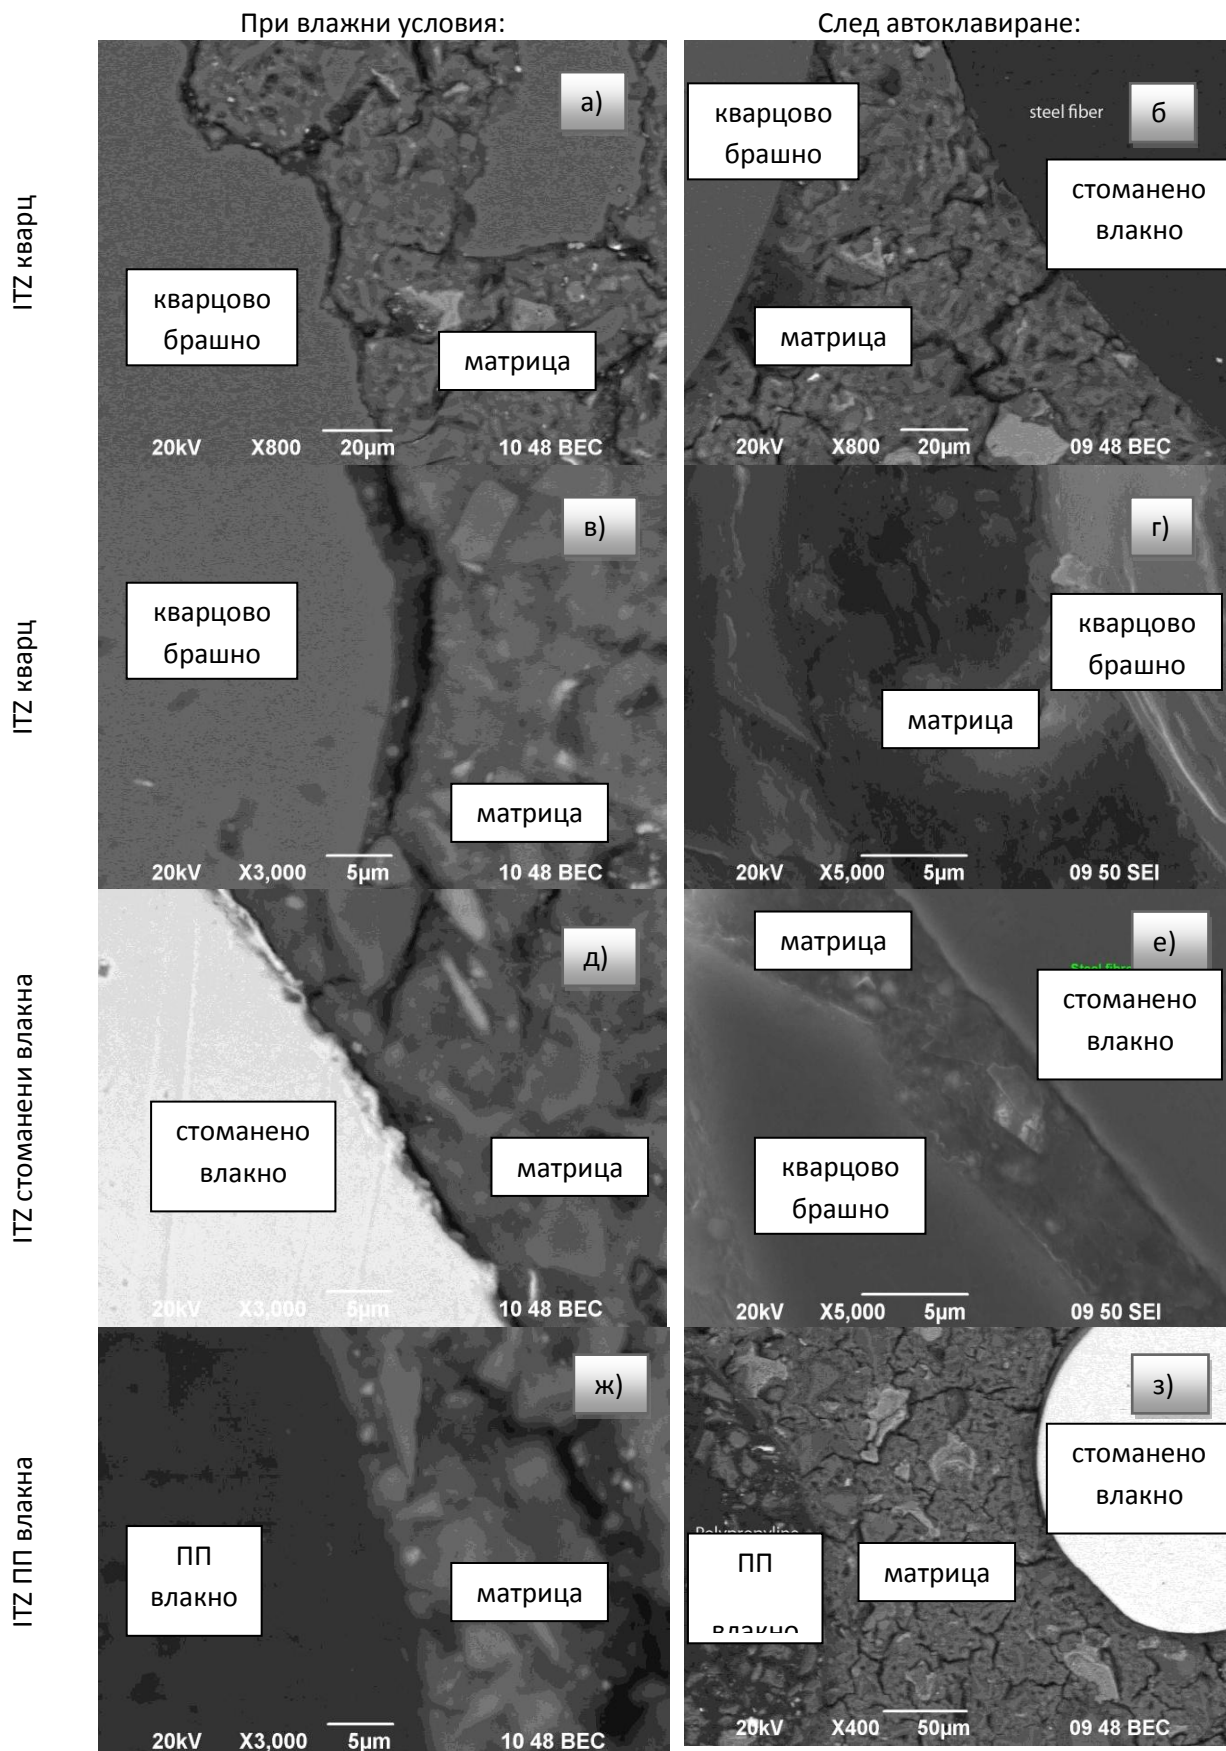 При влажни условия:
След автоклавиране:
ITZ кварц
а)
кварцово
брашно
матрица
20kV X800 20µm 10 48 BEC
кварцово
брашно
steel fiber
б
стоманено
влакно
матрица
20kV X800 20µm 09 48 BEC
ITZ кварц
в)
кварцово
брашно
матрица
20kV X3,000 5µm 10 48 BEC
г)
кварцово
брашно
матрица
20kV X5,000 5µm 09 50 SEI
ITZ стоманени влакна
д)
стоманено
влакно
матрица
20kV X3,000 5µm 10 48 BEC
матрица
е)
Steel fibre
стоманено
влакно
кварцово
брашно
20kV X5,000 5µm 09 50 SEI
ITZ ПП влакна
ж)
ПП
влакно
матрица
20kV X3,000 5µm 10 48 BEC
з)
стоманено
влакно
Polypropyline
ПП
влакно
матрица
20kV X400 50µm 09 48 BEC